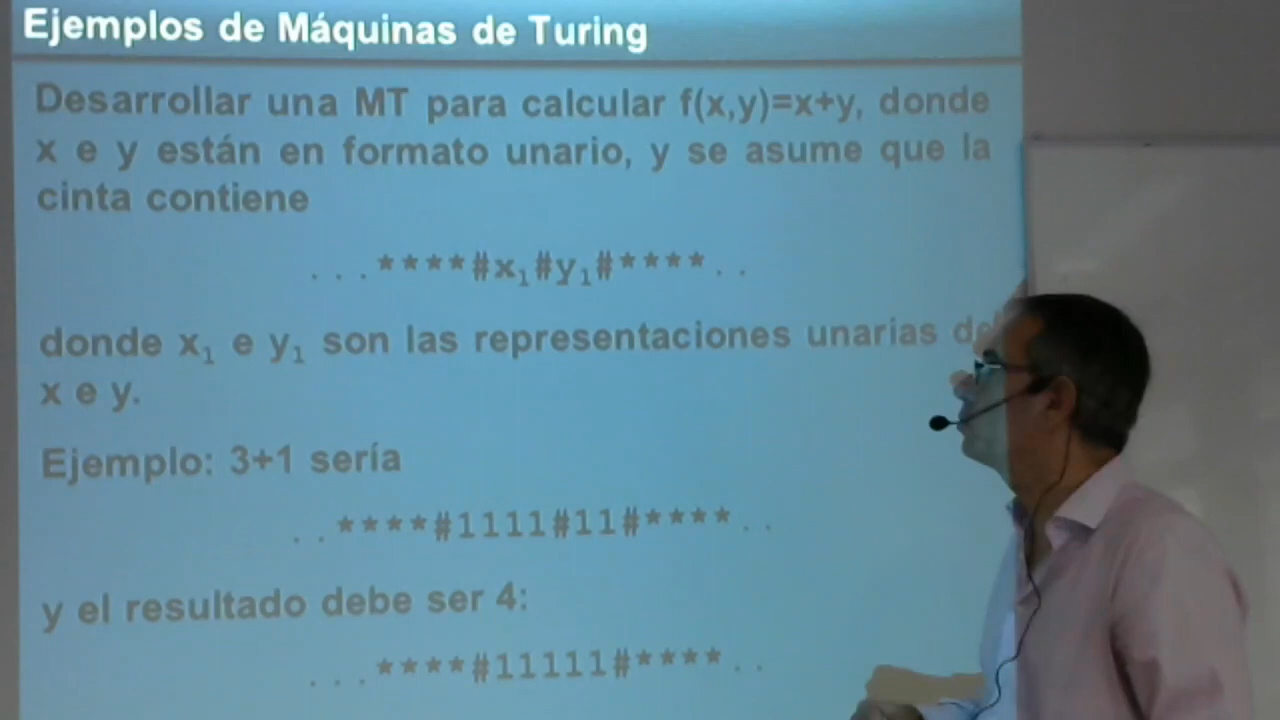 Ejemplos de Máquinas de Turing
Desarrollar una MT para calcular f(x,y)=x+y, donde
x e y están en formato unario, y se asume que la
cinta contiene
...****#x₁#y₁#****..
donde x₁ e y₁ son las representaciones unarias de
x e y.
Ejemplo: 3+1 sería
..****#1111#11#****..
y el resultado debe ser 4:
...****#11111#****..